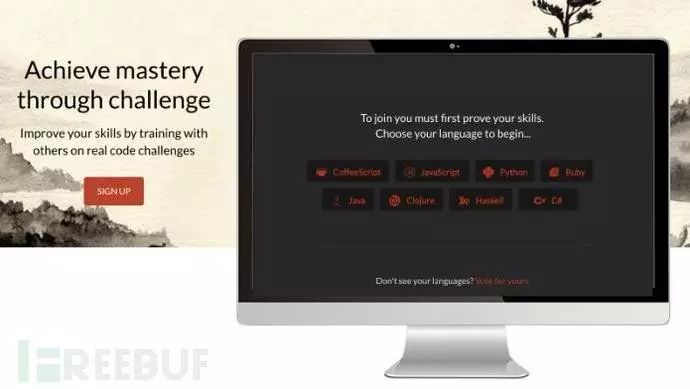 Achieve mastery
through challenge
Improve your skills by training with
others on real code challenges
SIGN UP
To join you must first prove your skills.
Choose your language to begin...
CoffeeScript
JavaScript
Python
Ruby
Java
Clojure
Haskell
C#
Don't see your languages? Vote for yours
FREEBUF